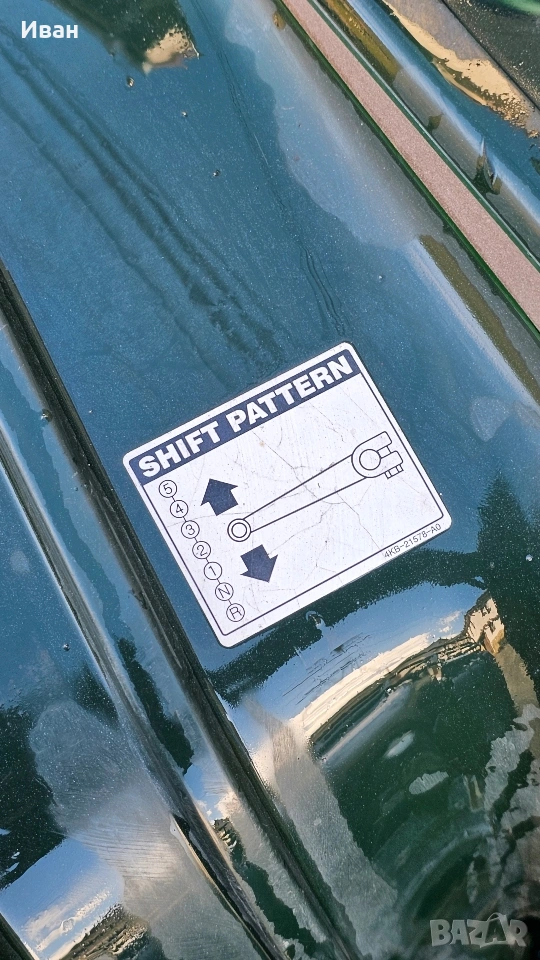 Иван
SHIFT PATTERN
5
4
3
2
1
N
R
4KB-21578-A0
BAZAR